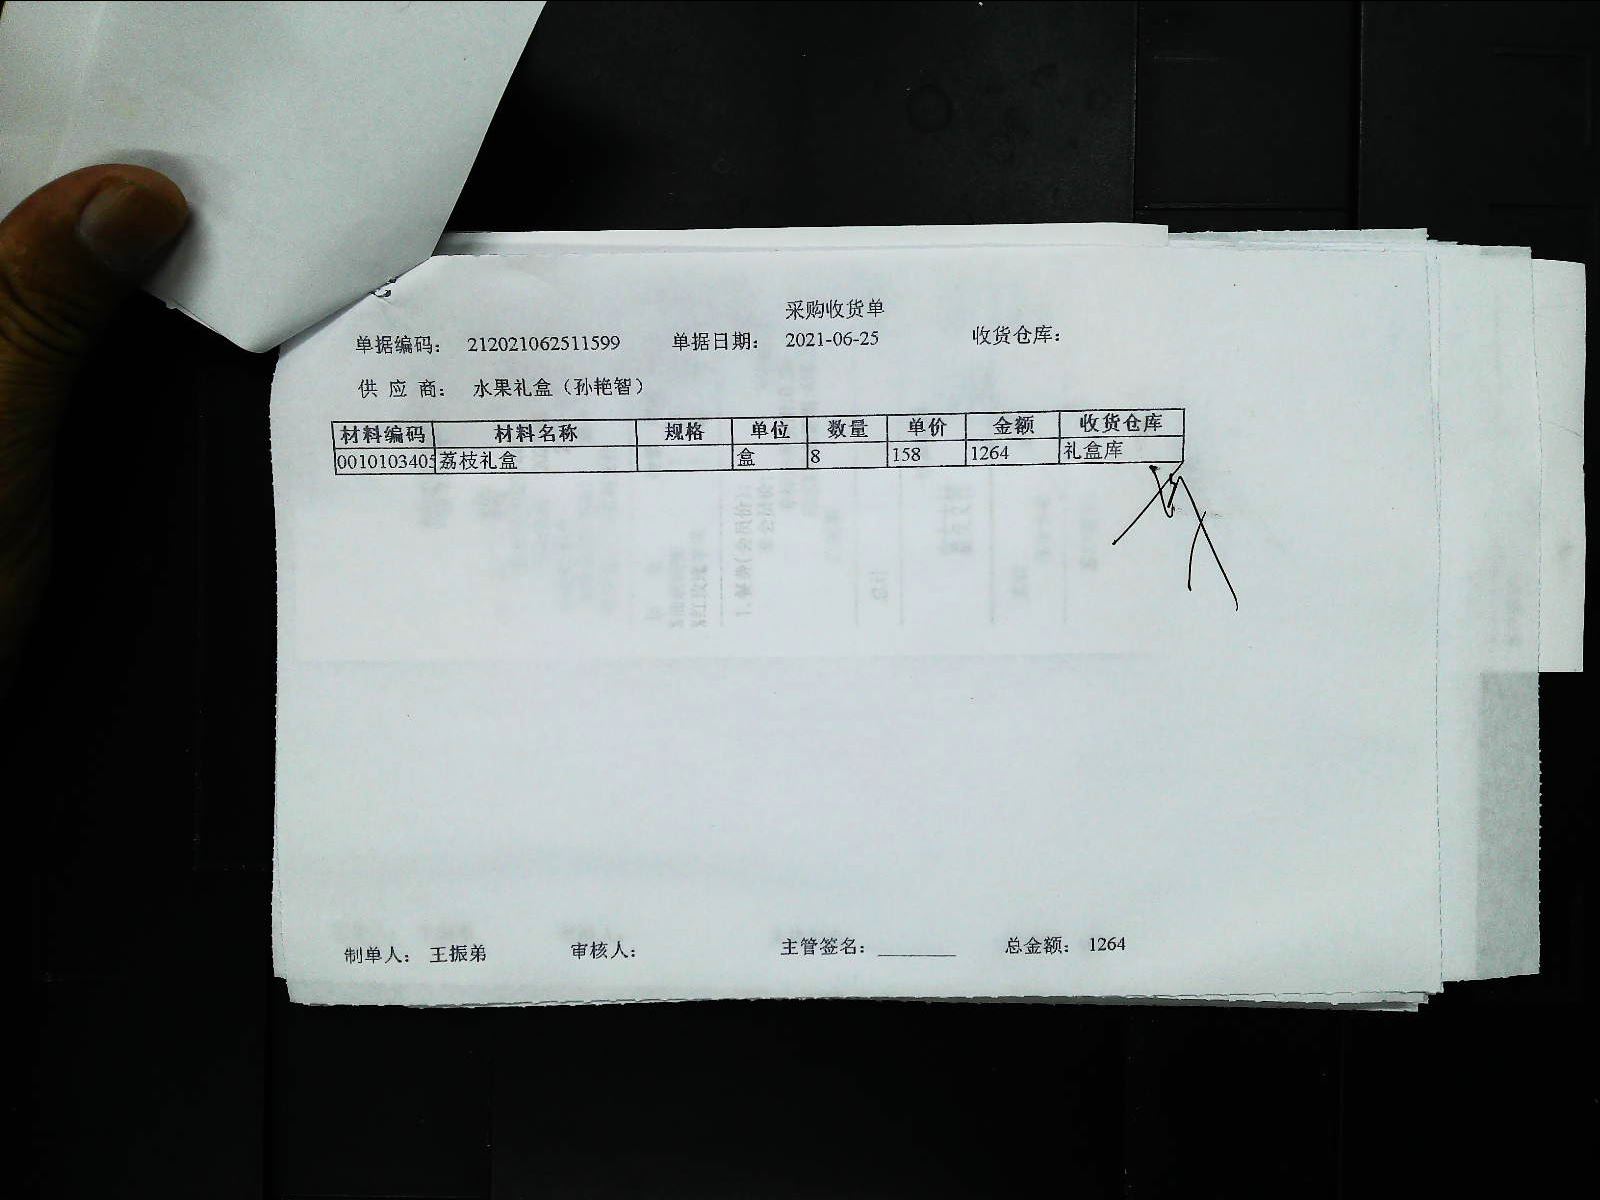 采购收货单
单据编码： 212021062511599 单据日期： 2021-06-25 收货仓库：
供 应 商： 水果礼盒（孙艳智）
材料编码 材料名称 规格 单位 数量 单价 金额 收货仓库
0010103405 荔枝礼盒 盒 8 158 1264 礼盒库
制单人： 王振弟 审核人： 主管签名：________ 总金额： 1264